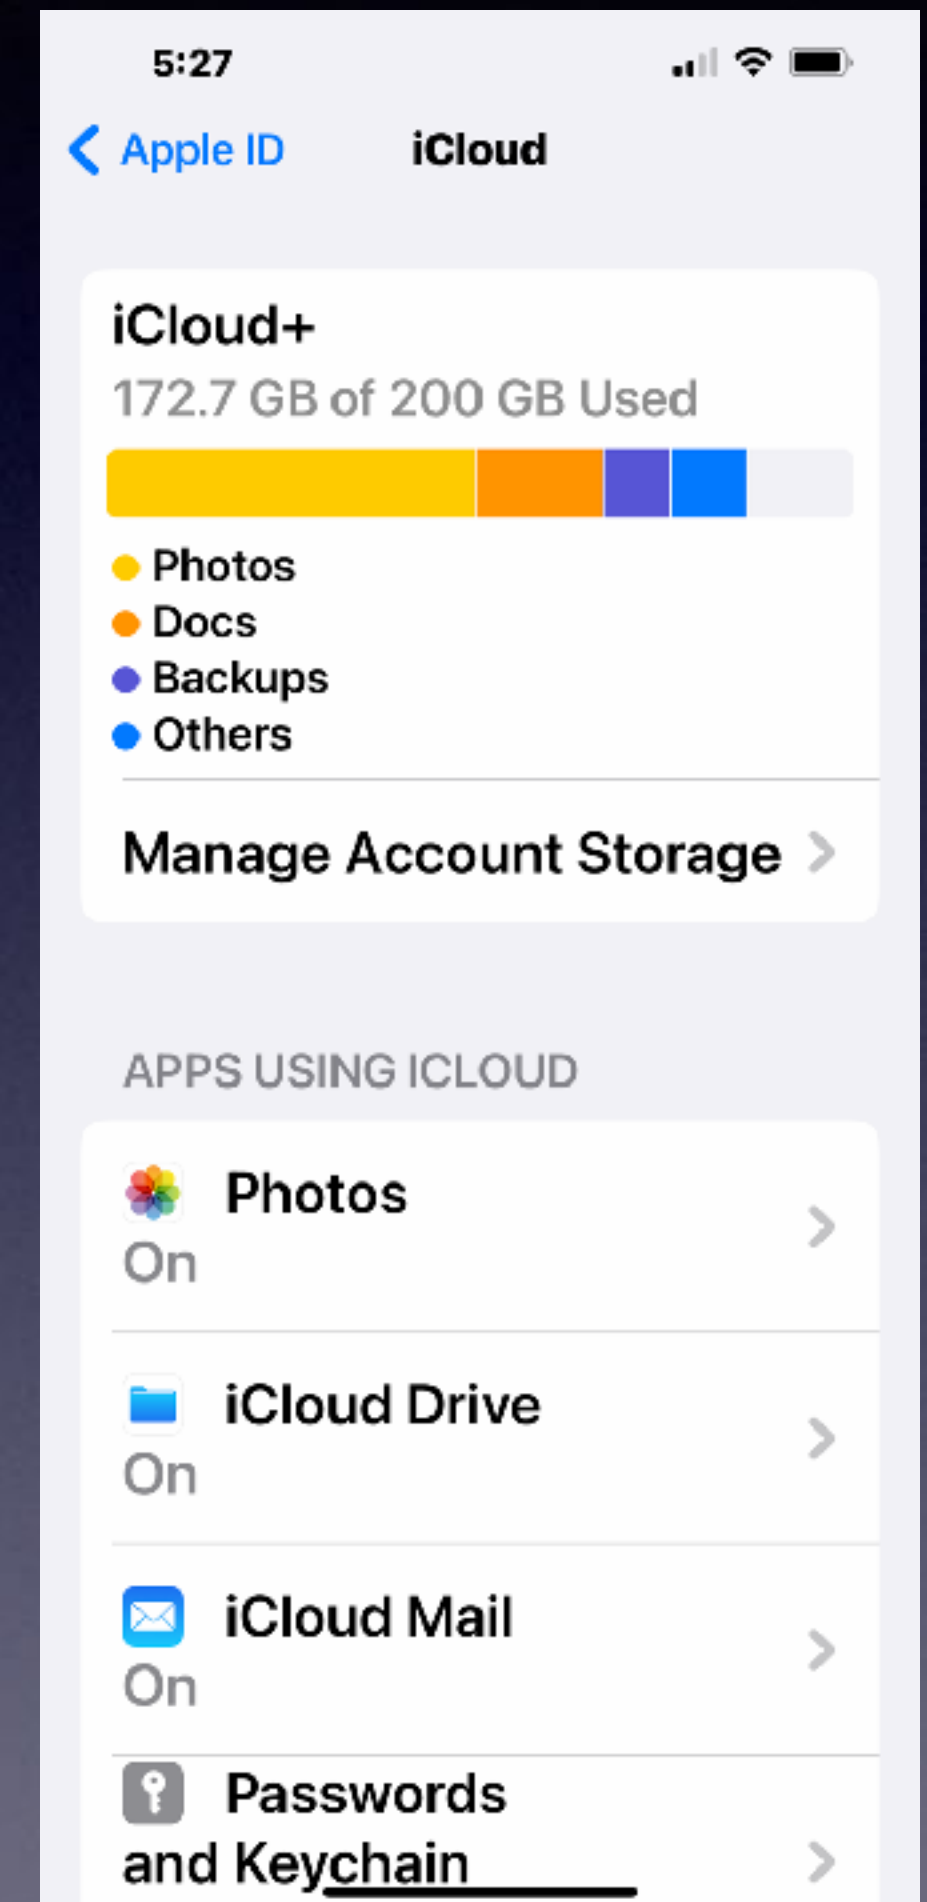 5:27
Apple ID
iCloud
iCloud+
172.7 GB of 200 GB Used
Photos
Docs
Backups
Others
Manage Account Storage
APPS USING ICLOUD
Photos
On
iCloud Drive
On
iCloud Mail
On
Passwords
and Keychain